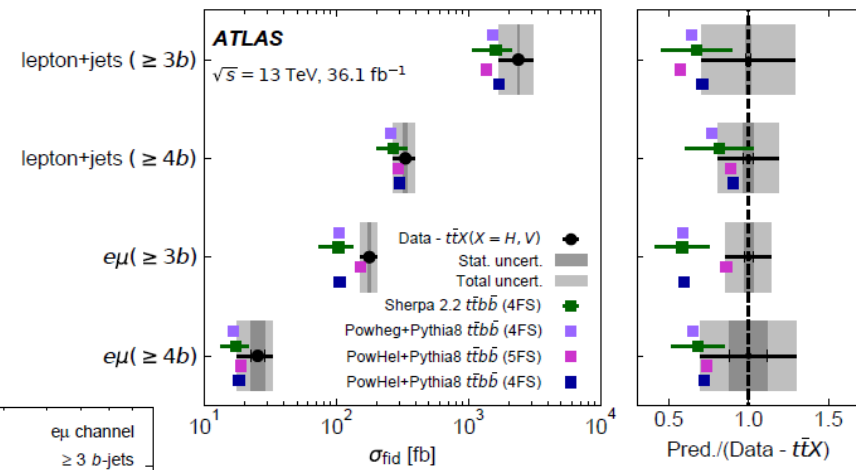 ATLAS
√s = 13 TeV, 36.1 fb⁻¹
lepton+jets (≥ 3b)
lepton+jets (≥ 4b)
eμ(≥ 3b)
eμ(≥ 4b)
Data - tt̄X(X = H, V)
Stat. uncert.
Total uncert.
Sherpa 2.2 tt̄bb̄ (4FS)
Powheg+Pythia8 tt̄bb̄ (4FS)
PowHel+Pythia8 tt̄bb̄ (5FS)
PowHel+Pythia8 tt̄bb̄ (4FS)
10¹ 10² 10³ 10⁴
σfid [fb]
0.5 1.0 1.5
Pred./(Data - tt̄X)
eμ channel
≥ 3 b-jets